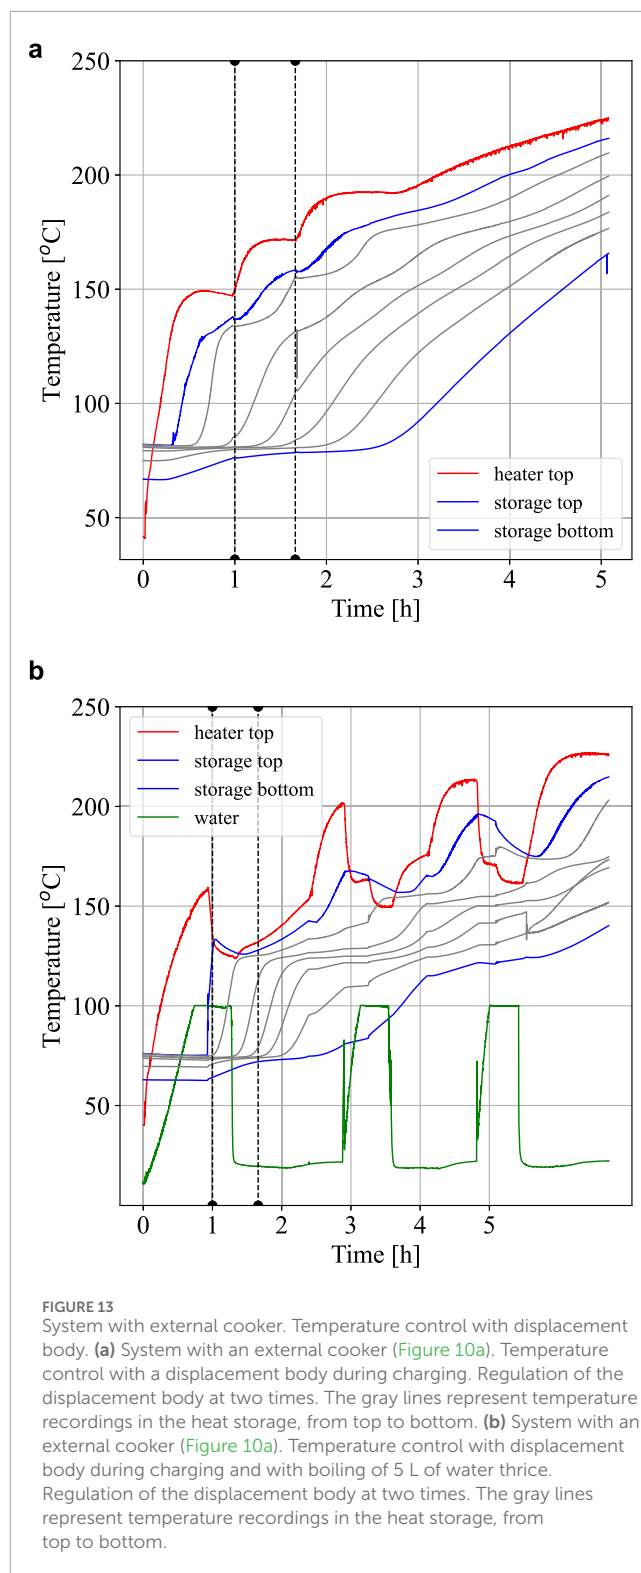 a
250
200
150
100
50
Temperature [°C]
heater top
storage top
storage bottom
0 1 2 3 4 5
Time [h]
b
250
200
150
100
50
Temperature [°C]
heater top
storage top
storage bottom
water
0 1 2 3 4 5
Time [h]
FIGURE 13
System with external cooker. Temperature control with displacement
body. (a) System with an external cooker (Figure 10a). Temperature
control with a displacement body during charging. Regulation of the
displacement body at two times. The gray lines represent temperature
recordings in the heat storage, from top to bottom. (b) System with an
external cooker (Figure 10a). Temperature control with displacement
body during charging and with boiling of 5 L of water thrice.
Regulation of the displacement body at two times. The gray lines
represent temperature recordings in the heat storage, from
top to bottom.